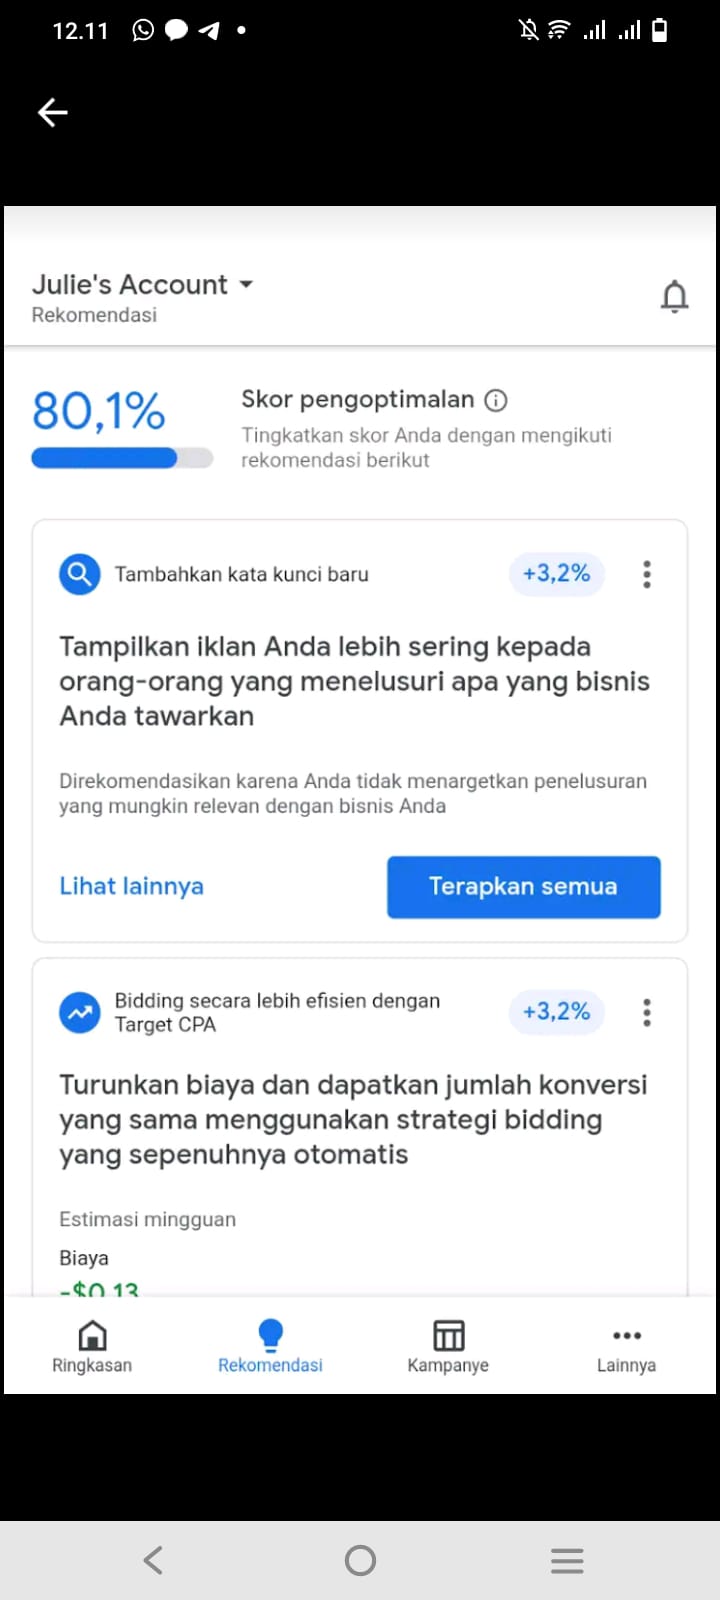 12.11
Julie's Account
Rekomendasi
80,1%
Skor pengoptimalan
Tingkatkan skor Anda dengan mengikuti
rekomendasi berikut
Tambahkan kata kunci baru
+3,2%
Tampilkan iklan Anda lebih sering kepada
orang-orang yang menelusuri apa yang bisnis
Anda tawarkan
Direkomendasikan karena Anda tidak menargetkan penelusuran
yang mungkin relevan dengan bisnis Anda
Lihat lainnya
Terapkan semua
Bidding secara lebih efisien dengan
Target CPA
+3,2%
Turunkan biaya dan dapatkan jumlah konversi
yang sama menggunakan strategi bidding
yang sepenuhnya otomatis
Estimasi mingguan
Biaya
-$0,13
Ringkasan
Rekomendasi
Kampanye
Lainnya